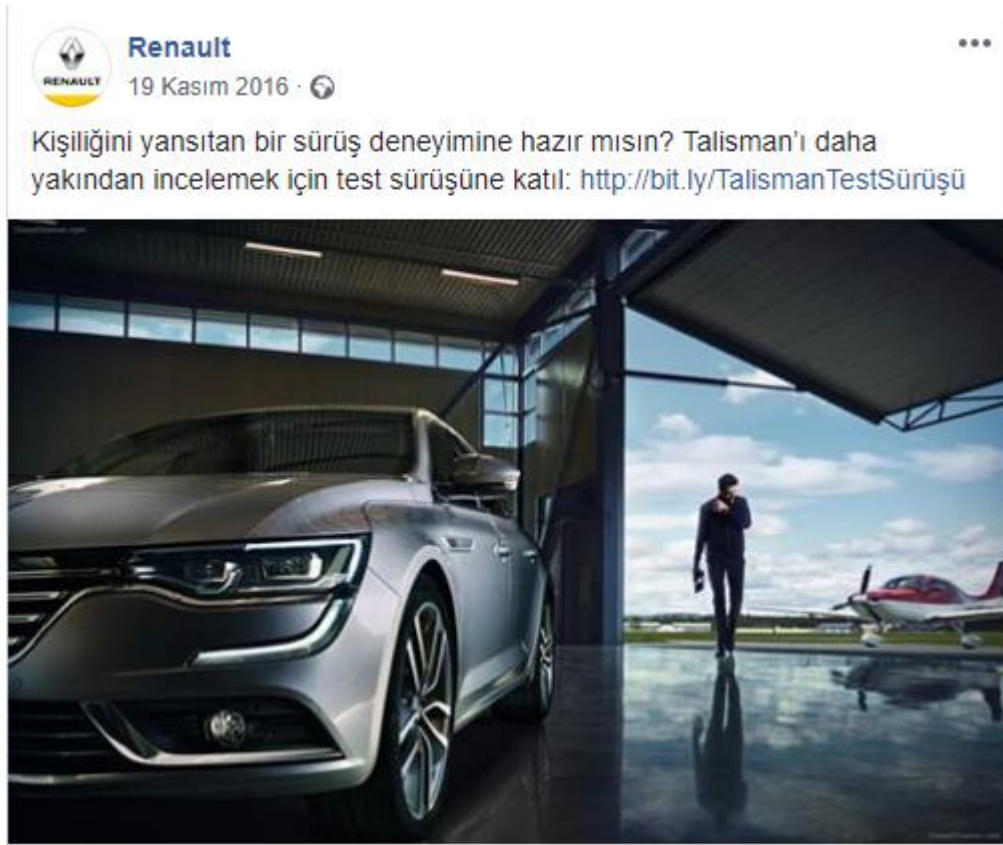 Renault
RENAULT
19 Kasım 2016
Kişiliğini yansıtan bir sürüş deneyimine hazır mısın? Talisman’ı daha
yakından incelemek için test sürüşüne katıl: http://bit.ly/TalismanTestSürüşü